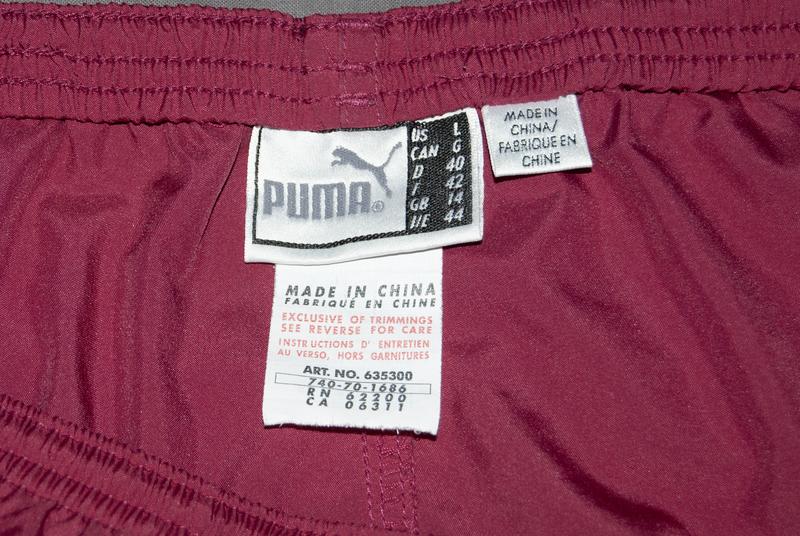 PUMA®
US L
CAN G
D 40
F 42
GB 14
I/E 44
MADE IN
CHINA/
FABRIQUE EN
CHINE
MADE IN CHINA
FABRIQUE EN CHINE
EXCLUSIVE OF TRIMMINGS
SEE REVERSE FOR CARE
INSTRUCTIONS D' ENTRETIEN
AU VERSO, HORS GARNITURES
ART. NO. 635300
740-70-1686
RN 62200
CA 06311